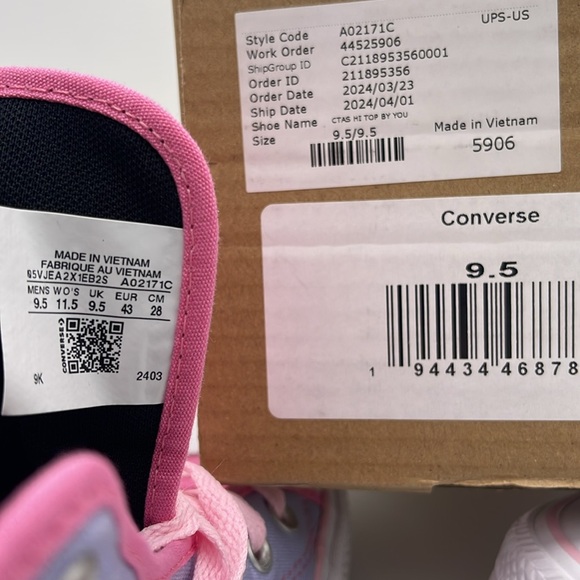 Style Code A02171C UPS-US
Work Order 44525906
ShipGroup ID C2118953560001
Order ID 211895356
Order Date 2024/03/23
Ship Date 2024/04/01
Shoe Name CTAS HI TOP BY YOU
Size 9.5/9.5 Made in Vietnam
5906
Converse
9.5
1 94434 46878
MADE IN VIETNAM
FABRIQUE AU VIETNAM
05VJEA2X1EB2S A02171C
MENS WO'S UK EUR CM
9.5 11.5 9.5 43 28
CONVERSE
9K 2403